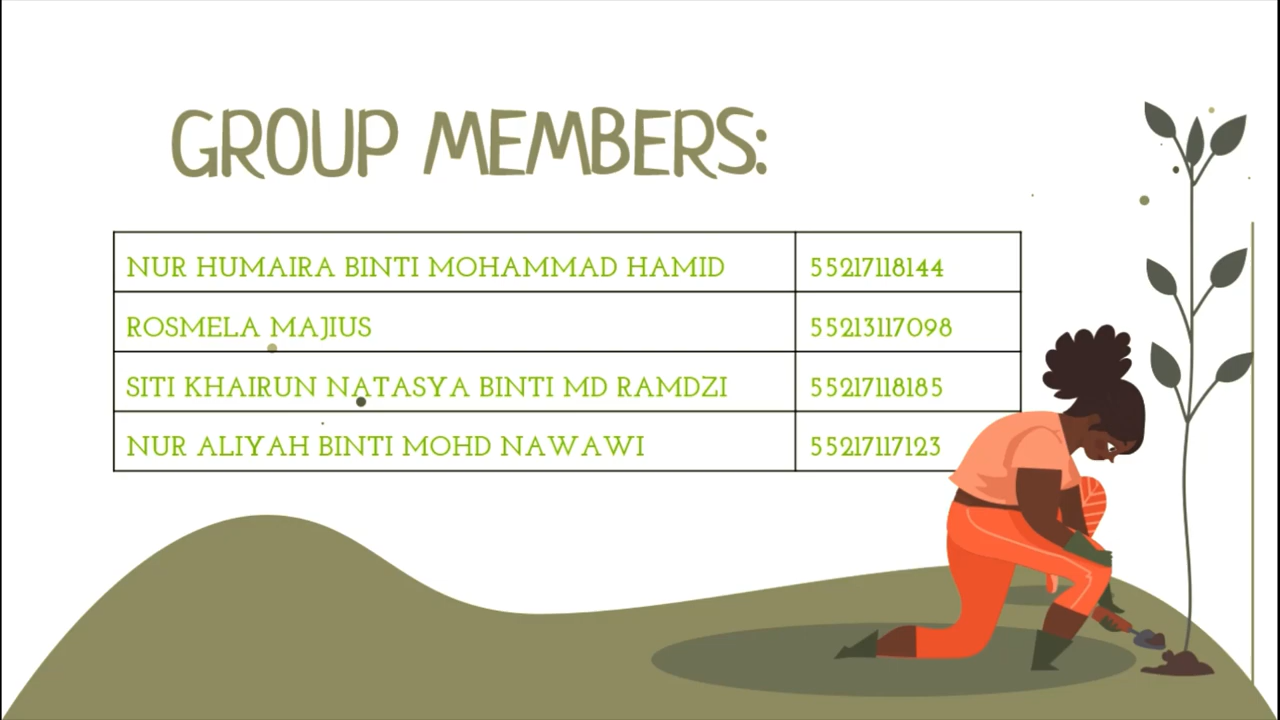 GROUP MEMBERS:
NUR HUMAIRA BINTI MOHAMMAD HAMID 55217118144
ROSMELA MAJIUS 55213117098
SITI KHAIRUN NATASYA BINTI MD RAMDZI 55217118185
NUR ALIYAH BINTI MOHD NAWAWI 55217117123